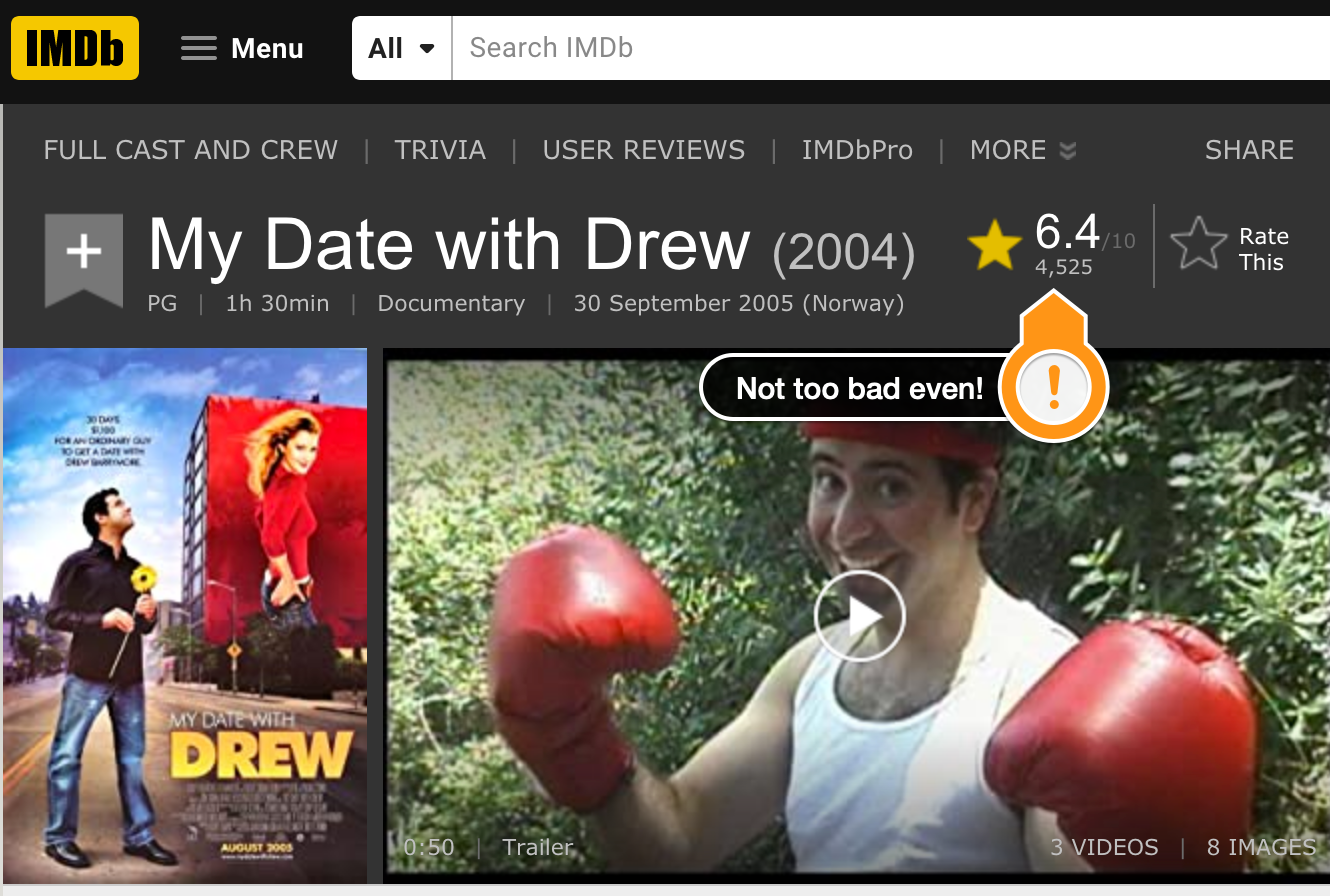 IMDb Menu All Search IMDb
FULL CAST AND CREW | TRIVIA | USER REVIEWS | IMDbPro | MORE SHARE
+ My Date with Drew (2004) 6.4/10 Rate
4,525 This
PG | 1h 30min | Documentary | 30 September 2005 (Norway)
Not too bad even! !
30 DAYS
$1,100
FOR AN ORDINARY GUY
TO GET A DATE WITH
DREW BARRYMORE.
MY DATE WITH
DREW
AUGUST 2005
0:50 | Trailer 3 VIDEOS | 8 IMAGES